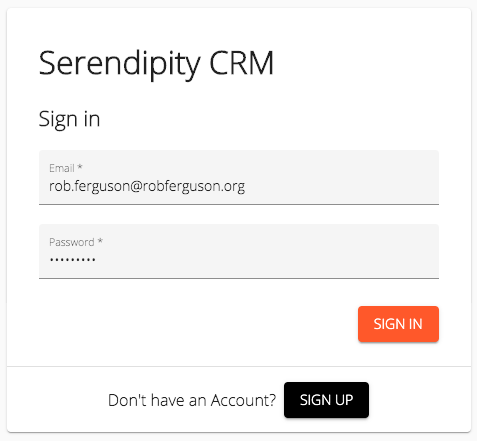 Serendipity CRM
Sign in
Email *
rob.ferguson@robferguson.org
Password *
•••••••••
SIGN IN
Don't have an Account? SIGN UP